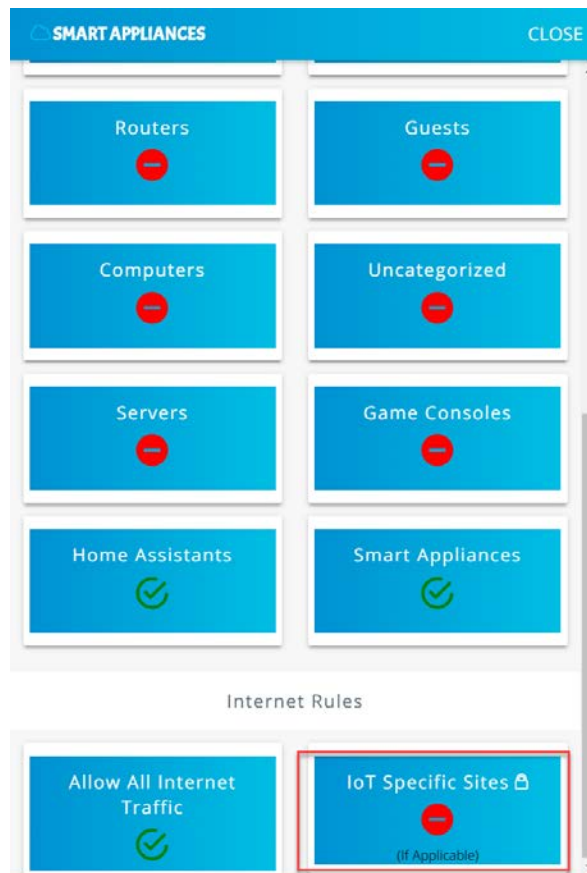 SMART APPLIANCES
CLOSE
Routers
Guests
Computers
Uncategorized
Servers
Game Consoles
Home Assistants
Smart Appliances
Internet Rules
Allow All Internet
Traffic
IoT Specific Sites
(If Applicable)